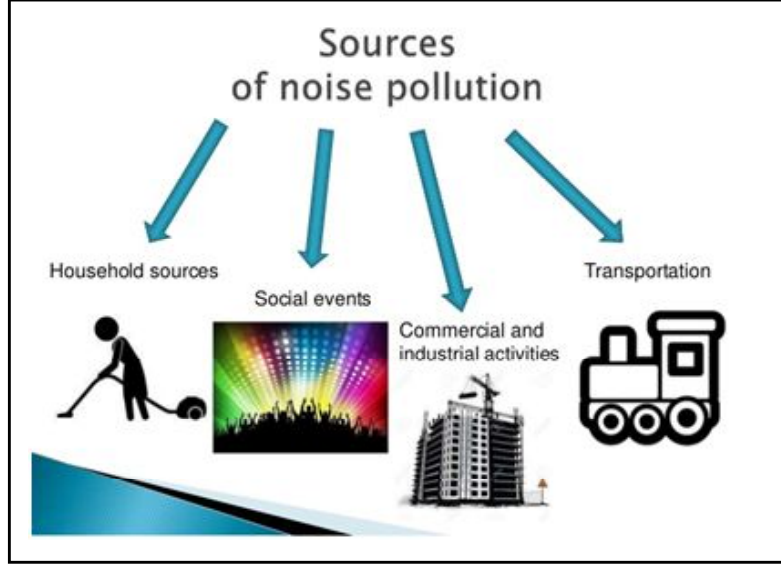 Sources
of noise pollution
Household sources
Social events
Commercial and
industrial activities
Transportation